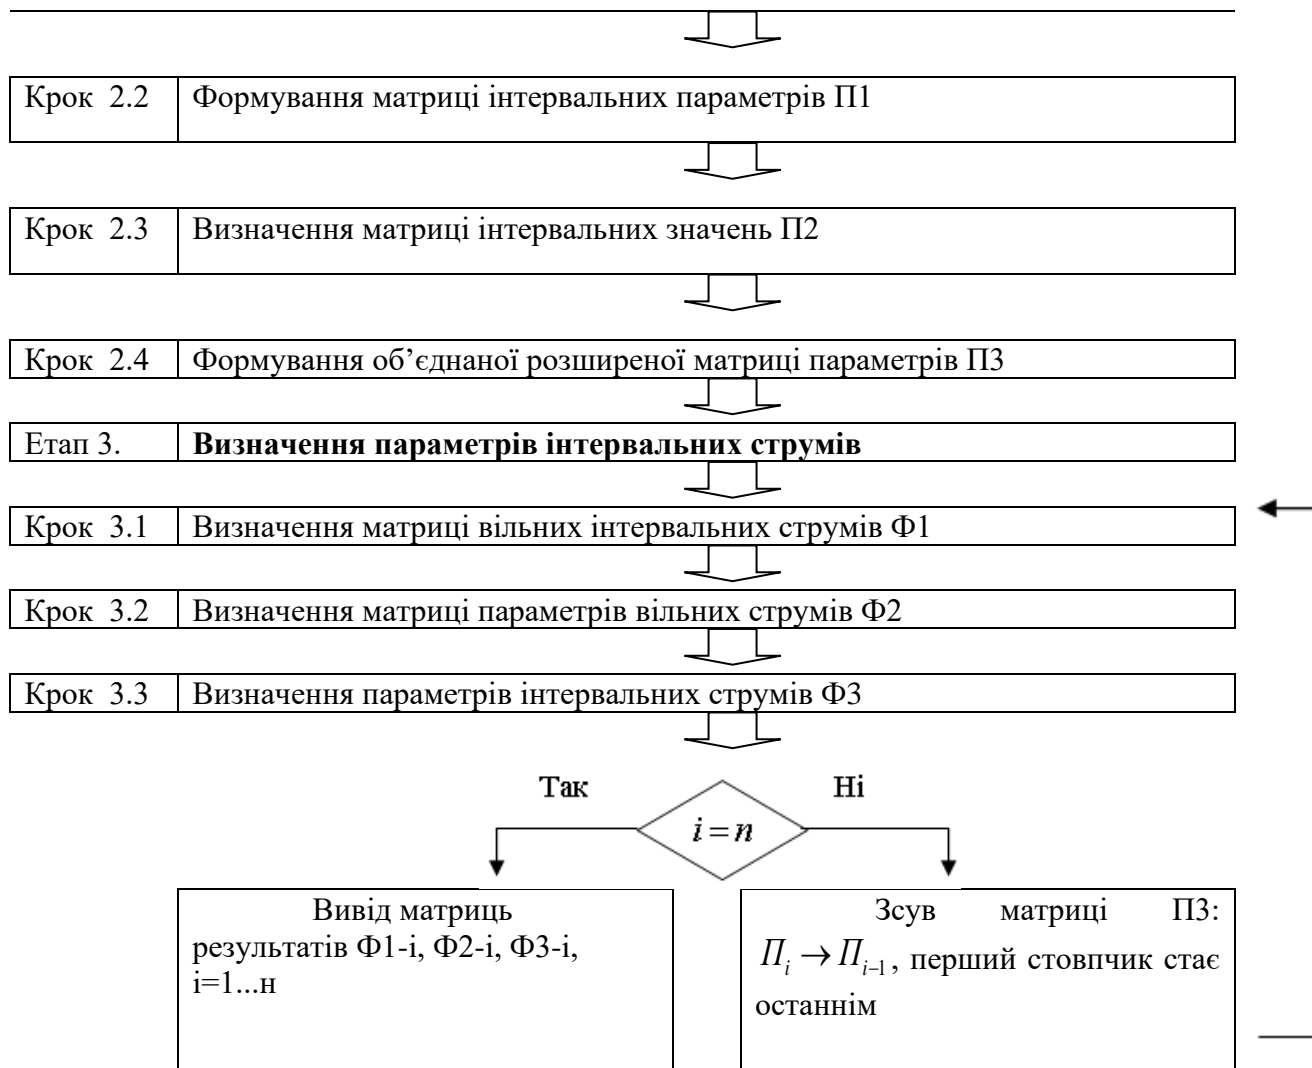 Крок 2.2 Формування матриці інтервальних параметрів П1
Крок 2.3 Визначення матриці інтервальних значень П2
Крок 2.4 Формування об’єднаної розширеної матриці параметрів П3
Етап 3. Визначення параметрів інтервальних струмів
Крок 3.1 Визначення матриці вільних інтервальних струмів Ф1
Крок 3.2 Визначення матриці параметрів вільних струмів Ф2
Крок 3.3 Визначення параметрів інтервальних струмів Ф3
Так
Ні
i = n
Вивід матриць
результатів Ф1-і, Ф2-і, Ф3-і,
і=1...н
Зсув матриці П3:
П_i → П_{i-1}, перший стовпчик стає
останнім